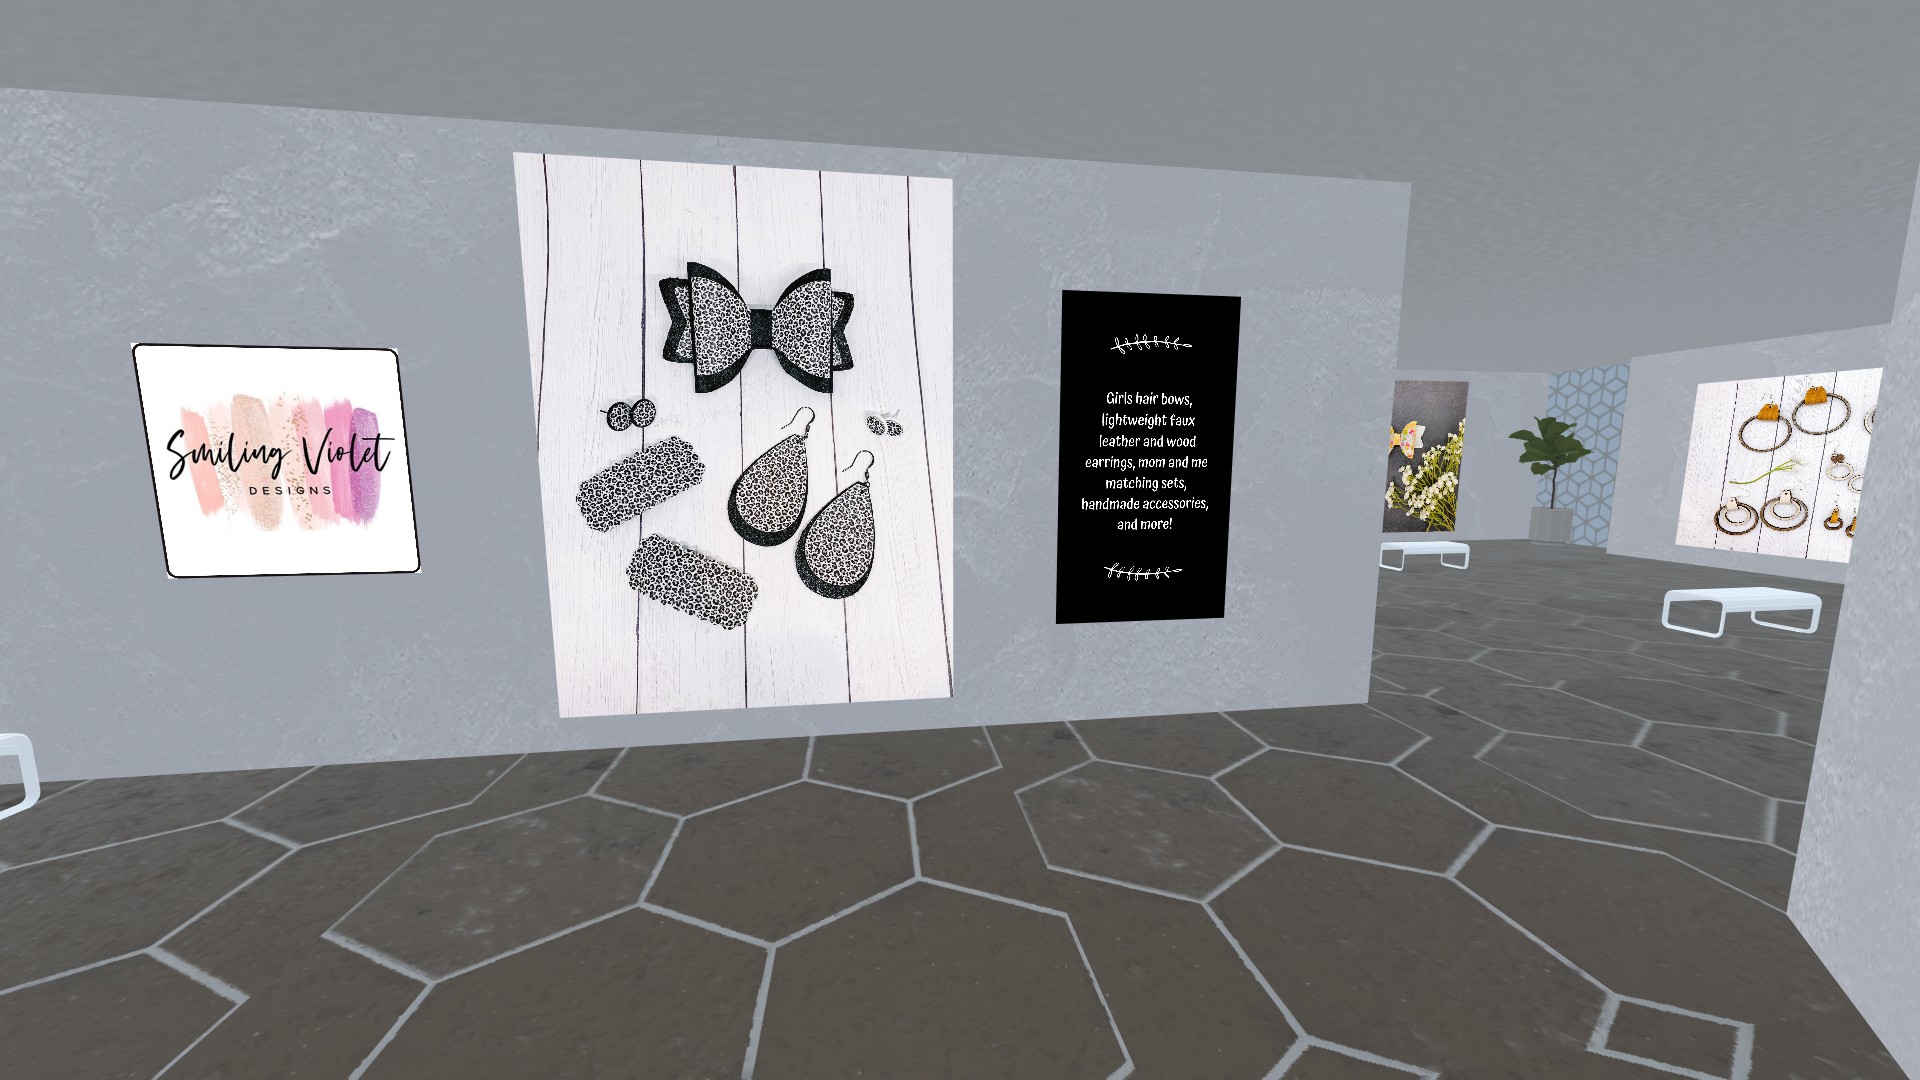 Smiling Violet
DESIGNS
Girls hair bows,
lightweight faux
leather and wood
earrings, mom and me
matching sets,
handmade accessories,
and more!